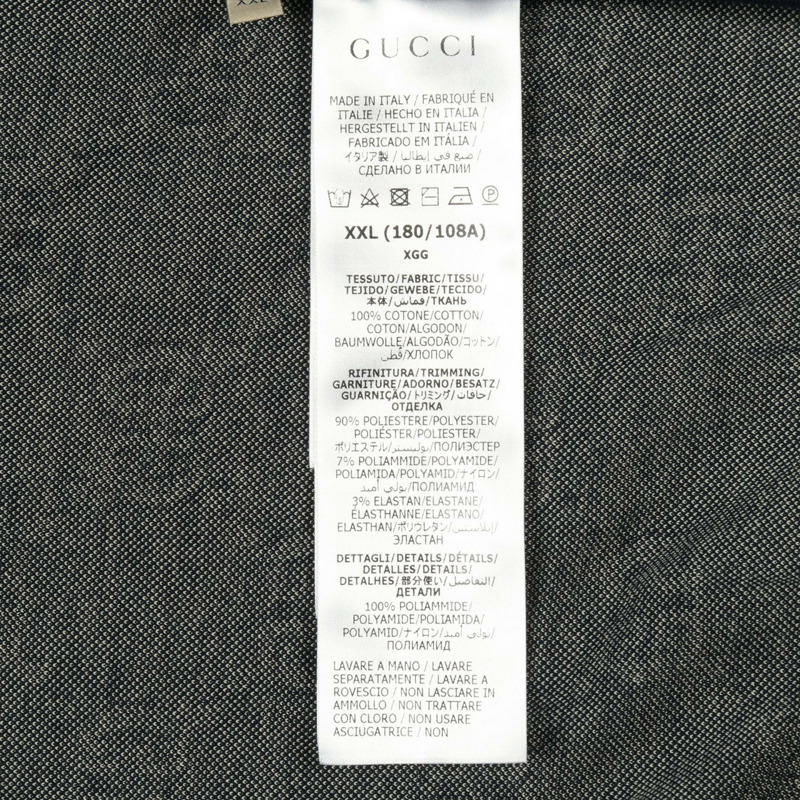 XXL
GUCCI
MADE IN ITALY / FABRIQUÉ EN
ITALIE / HECHO EN ITALIA /
HERGESTELLT IN ITALIEN /
FABRICADO EM ITÁLIA /
イタリア製 / صنع في إيطاليا /
СДЕЛАНО В ИТАЛИИ
P
XXL (180/108A)
XGG
TESSUTO/FABRIC/TISSU/
TEJIDO/GEWEBE/TECIDO/
本体/قماش/ТКАНЬ
100% COTONE/COTTON/
COTON/ALGODON/
BAUMWOLLE/ALGODÃO/コットン/
قطن/ХЛОПОК
RIFINITURA/TRIMMING/
GARNITURE/ADORNO/BESATZ/
GUARNIÇÃO/トリミング/حافات/
ОТДЕЛКА
90% POLIESTERE/POLYESTER/
POLIÉSTER/POLIESTER/
ポリエステル/بوليستر/ПОЛИЭСТЕР
7% POLIAMMIDE/POLYAMIDE/
POLIAMIDA/POLYAMID/ナイロン/
بولي أميد/ПОЛИАМИД
3% ELASTAN/ELASTANE/
ÉLASTHANNE/ELASTANO/
ELASTHAN/ポリウレタン/إيلاستين/
ЭЛАСТАН
DETTAGLI/DETAILS/DÉTAILS/
DETALLES/DETAILS/
DETALHES/部分使い/التفاصيل/
ДЕТАЛИ
100% POLIAMMIDE/
POLYAMIDE/POLIAMIDA/
POLYAMID/ナイロン/بولي أميد/
ПОЛИАМИД
LAVARE A MANO / LAVARE
SEPARATAMENTE / LAVARE A
ROVESCIO / NON LASCIARE IN
AMMOLLO / NON TRATTARE
CON CLORO / NON USARE
ASCIUGATRICE / NON